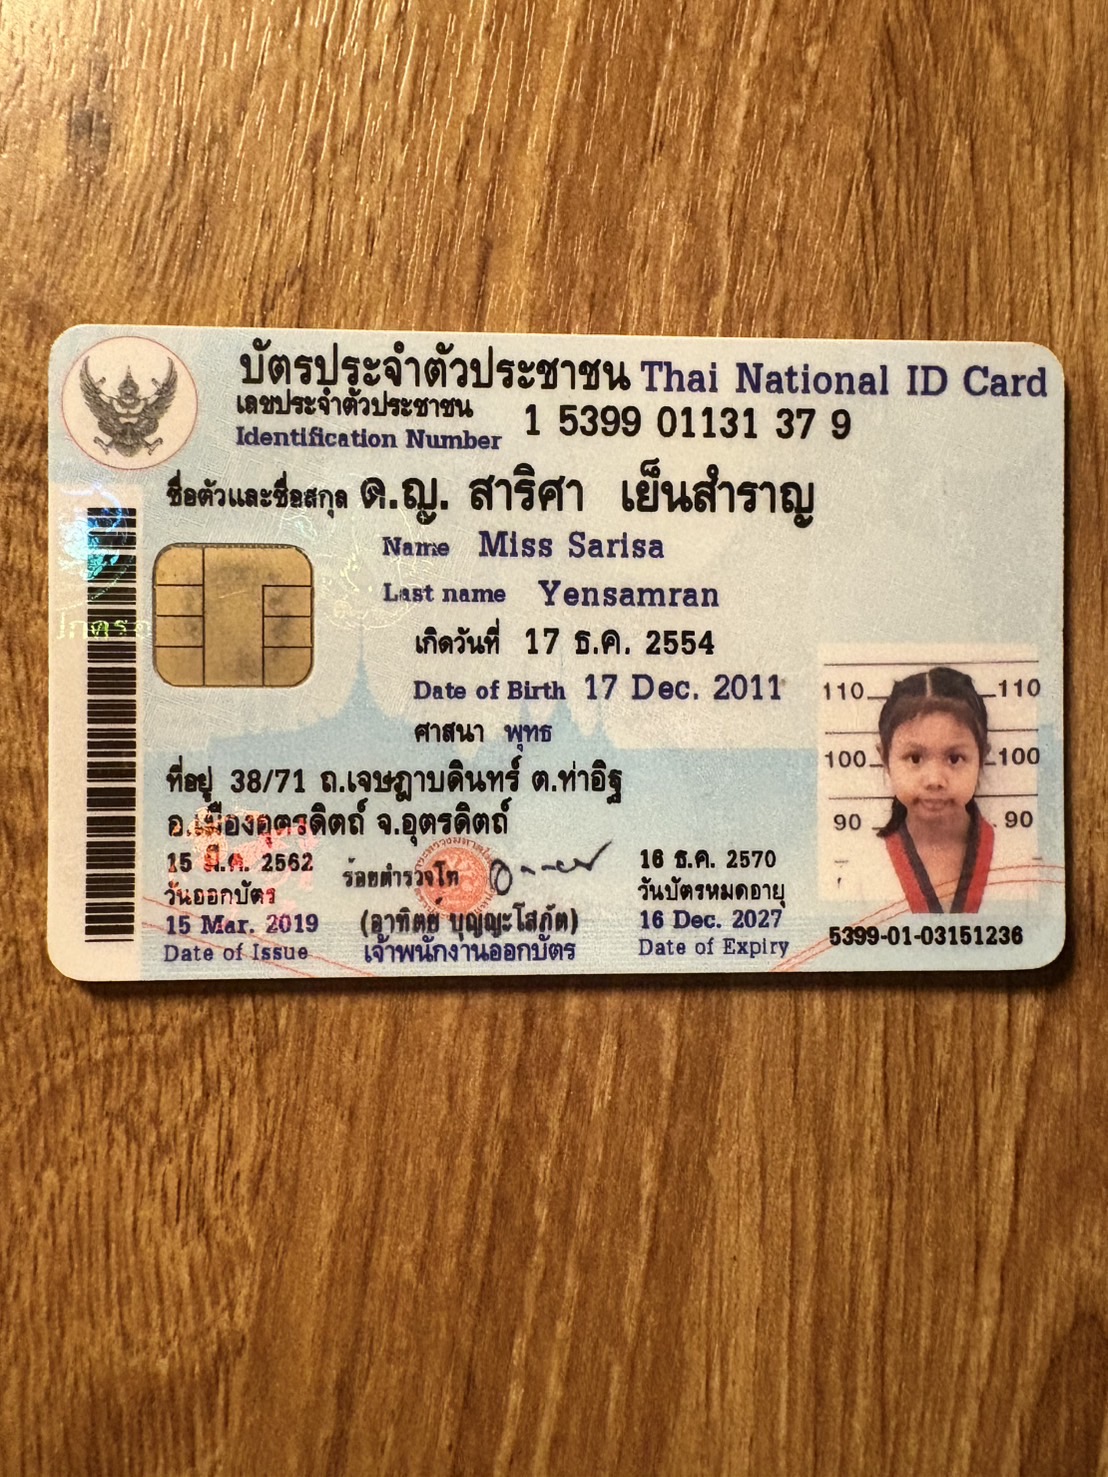 บัตรประจำตัวประชาชน Thai National ID Card
เลขประจำตัวประชาชน
Identification Number 1 5399 01131 37 9
ชื่อตัวและชื่อสกุล ด.ญ. สาริศา เย็นสำราญ
Name Miss Sarisa
Last name Yensamran
เกิดวันที่ 17 ธ.ค. 2554
Date of Birth 17 Dec. 2011
ศาสนา พุทธ
ที่อยู่ 38/71 ถ.เจษฎาบดินทร์ ต.ท่าอิฐ
อ.เมืองอุตรดิตถ์ จ.อุตรดิตถ์
15 มี.ค. 2562
วันออกบัตร
15 Mar. 2019
Date of Issue
ร้อยตำรวจโท
(อาทิตย์ บุญญะโสภัต)
เจ้าพนักงานออกบัตร
16 ธ.ค. 2570
วันบัตรหมดอายุ
16 Dec. 2027
Date of Expiry
110 110
100 100
90 90
5399-01-03151236